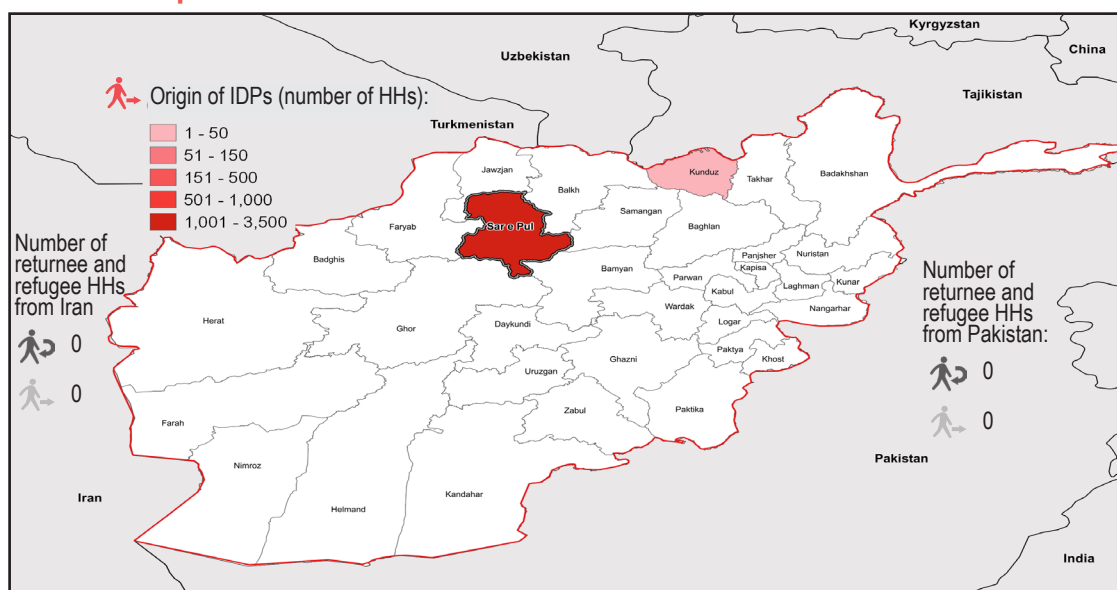 Kyrgyzstan
China
Uzbekistan
Tajikistan
Turkmenistan
Origin of IDPs (number of HHs):
1 - 50
51 - 150
151 - 500
501 - 1,000
1,001 - 3,500
Number of
returnee and
refugee HHs
from Iran
0
0
Jawzjan
Balkh
Kunduz
Takhar
Badakhshan
Samangan
Baghlan
Faryab
Sar e Pul
Badghis
Bamyan
Parwan
Panjsher
Kapisa
Nuristan
Laghman
Kunar
Kabul
Nangarhar
Wardak
Logar
Herat
Ghor
Daykundi
Paktya
Khost
Ghazni
Uruzgan
Zabul
Paktika
Farah
Nimroz
Helmand
Kandahar
Number of
returnee and
refugee HHs
from Pakistan:
0
0
Iran
Pakistan
India